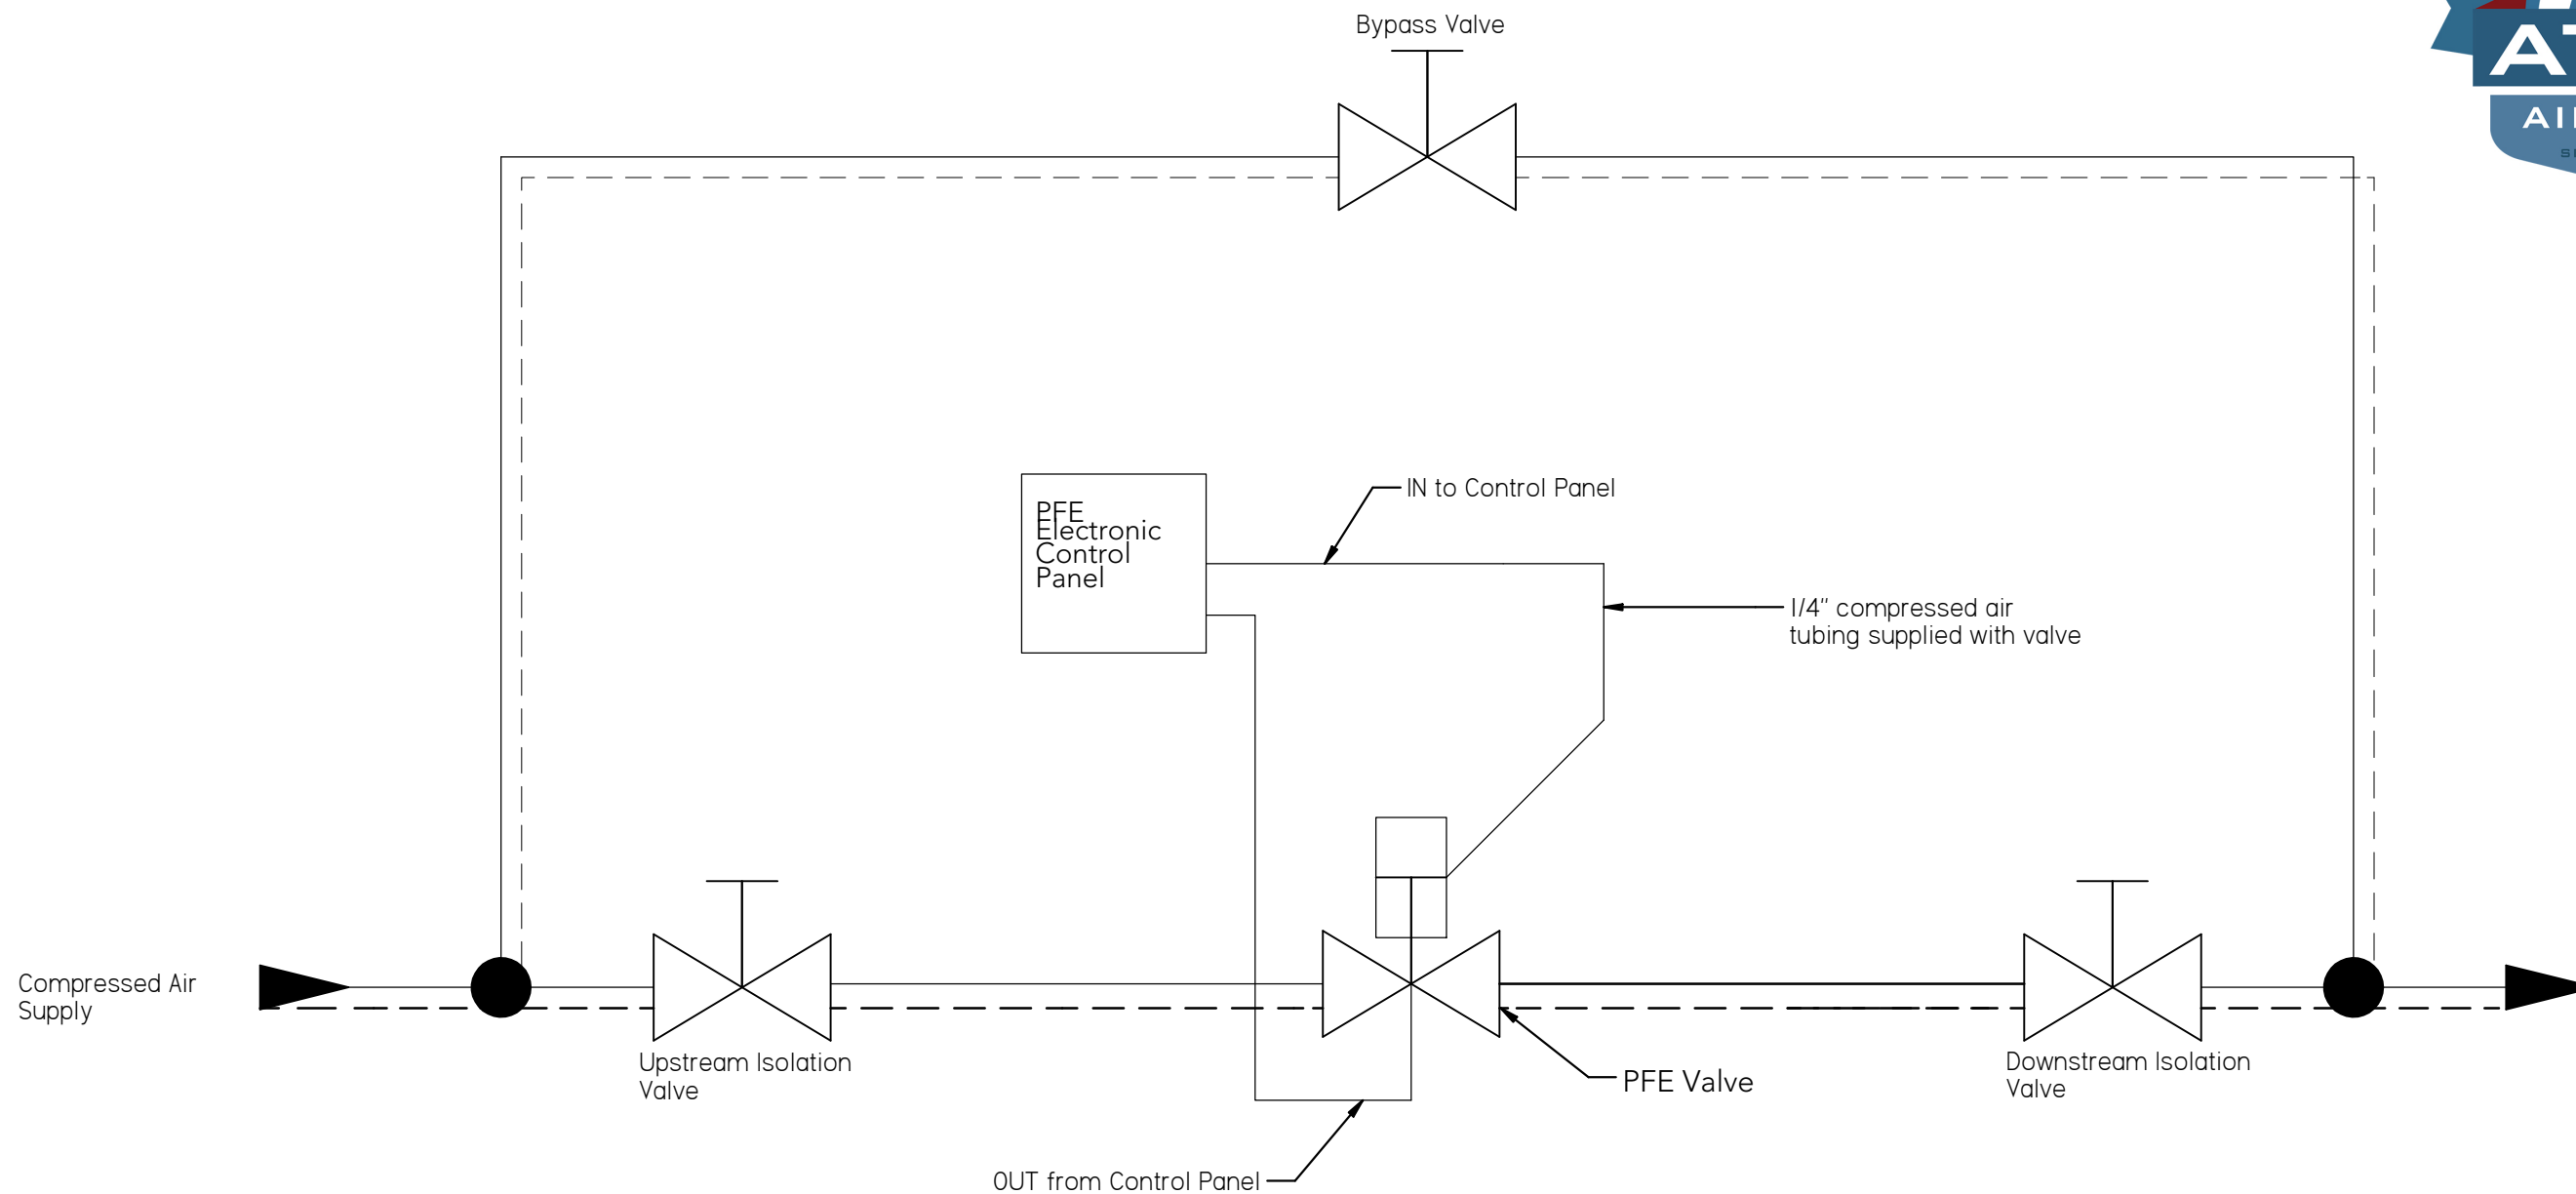 Bypass Valve
PFE
Electronic
Control
Panel
IN to Control Panel
1/4" compressed air
tubing supplied with valve
Compressed Air
Supply
Upstream Isolation
Valve
PFE Valve
Downstream Isolation
Valve
OUT from Control Panel